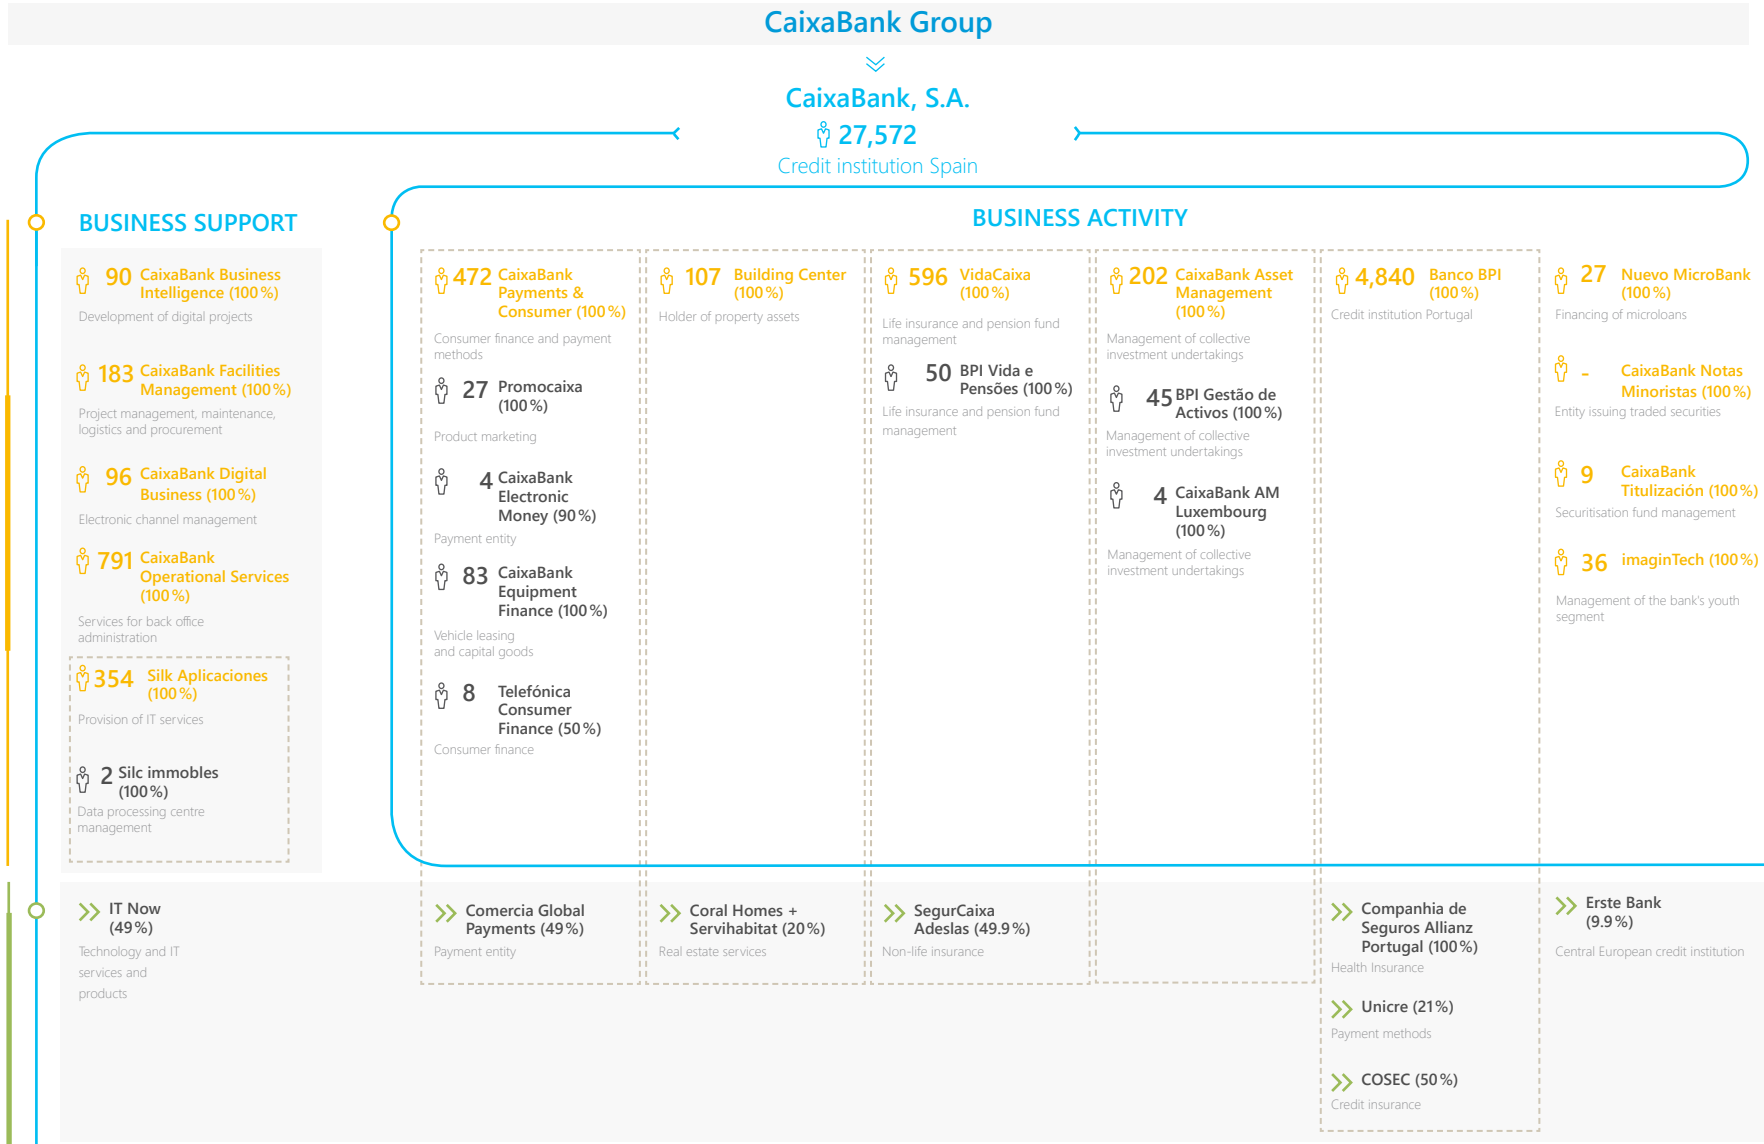 CaixaBank Group
CaixaBank, S.A.
27,572
Credit institution Spain
BUSINESS SUPPORT
90 CaixaBank Business
Intelligence (100%)
Development of digital projects
183 CaixaBank Facilities
Management (100%)
Project management, maintenance,
logistics and procurement
96 CaixaBank Digital
Business (100%)
Electronic channel management
791 CaixaBank
Operational Services
(100%)
Services for back office
administration
354 Silk Aplicaciones
(100%)
Provision of IT services
2 Silc immobles
(100%)
Data processing centre
management
BUSINESS ACTIVITY
472 CaixaBank
Payments &
Consumer (100%)
Consumer finance and payment
methods
27 Promocaixa
(100%)
Product marketing
4 CaixaBank
Electronic
Money (90%)
Payment entity
83 CaixaBank
Equipment
Finance (100%)
Vehicle leasing
and capital goods
8 Telefónica
Consumer
Finance (50%)
Consumer finance
107 Building Center
(100%)
Holder of property assets
596 VidaCaixa
(100%)
Life insurance and pension fund
management
50 BPI Vida e
Pensões (100%)
Life insurance and pension fund
management
202 CaixaBank Asset
Management
(100%)
Management of collective
investment undertakings
45 BPI Gestão de
Activos (100%)
Management of collective
investment undertakings
4 CaixaBank AM
Luxembourg
(100%)
Management of collective
investment undertakings
4,840 Banco BPI
(100%)
Credit institution Portugal
27 Nuevo MicroBank
(100%)
Financing of microloans
- CaixaBank Notas
Minoristas (100%)
Entity issuing traded securities
9 CaixaBank
Titulización (100%)
Securitisation fund management
36 imaginTech (100%)
Management of the bank's youth
segment
IT Now
(49%)
Technology and IT
services and
products
Comercia Global
Payments (49%)
Payment entity
Coral Homes +
Servihabitat (20%)
Real estate services
SegurCaixa
Adeslas (49.9%)
Non-life insurance
Companhia de
Seguros Allianz
Portugal (100%)
Health Insurance
Unicre (21%)
Payment methods
COSEC (50%)
Credit insurance
Erste Bank
(9.9%)
Central European credit institution